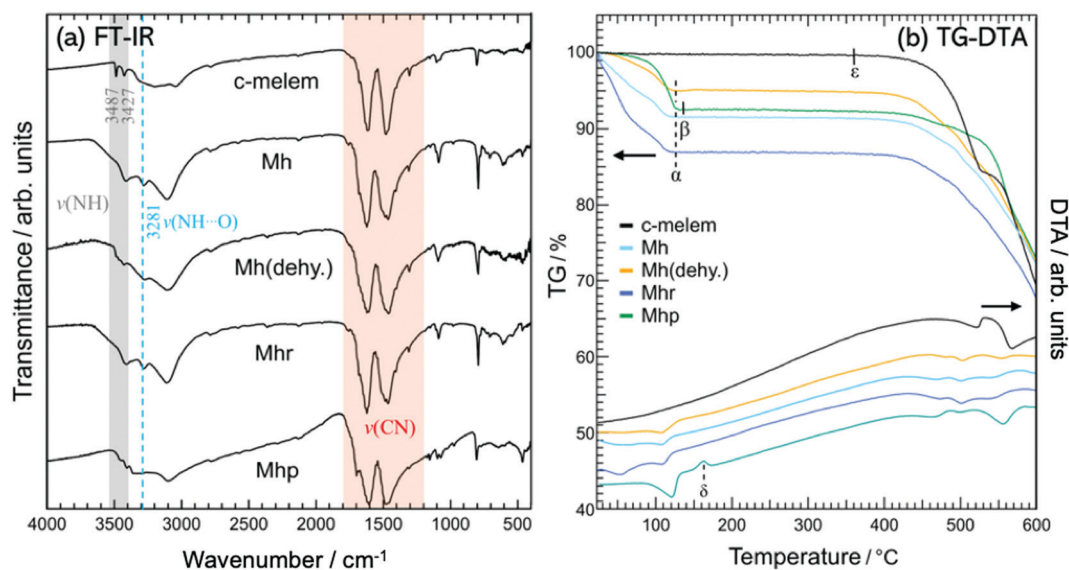 (a) FT-IR
c-melem
3487
3427
Mh
ν(NH)
3281
ν(NH···O)
Mh(dehy.)
Mhr
ν(CN)
Mhp
Transmittance / arb. units
4000 3500 3000 2500 2000 1500 1000 500
Wavenumber / cm-1
(b) TG-DTA
100
90
80
70
60
50
40
ε
β
α
c-melem
Mh
Mh(dehy.)
Mhr
Mhp
δ
TG / %
DTA / arb. units
100 200 300 400 500 600
Temperature / °C